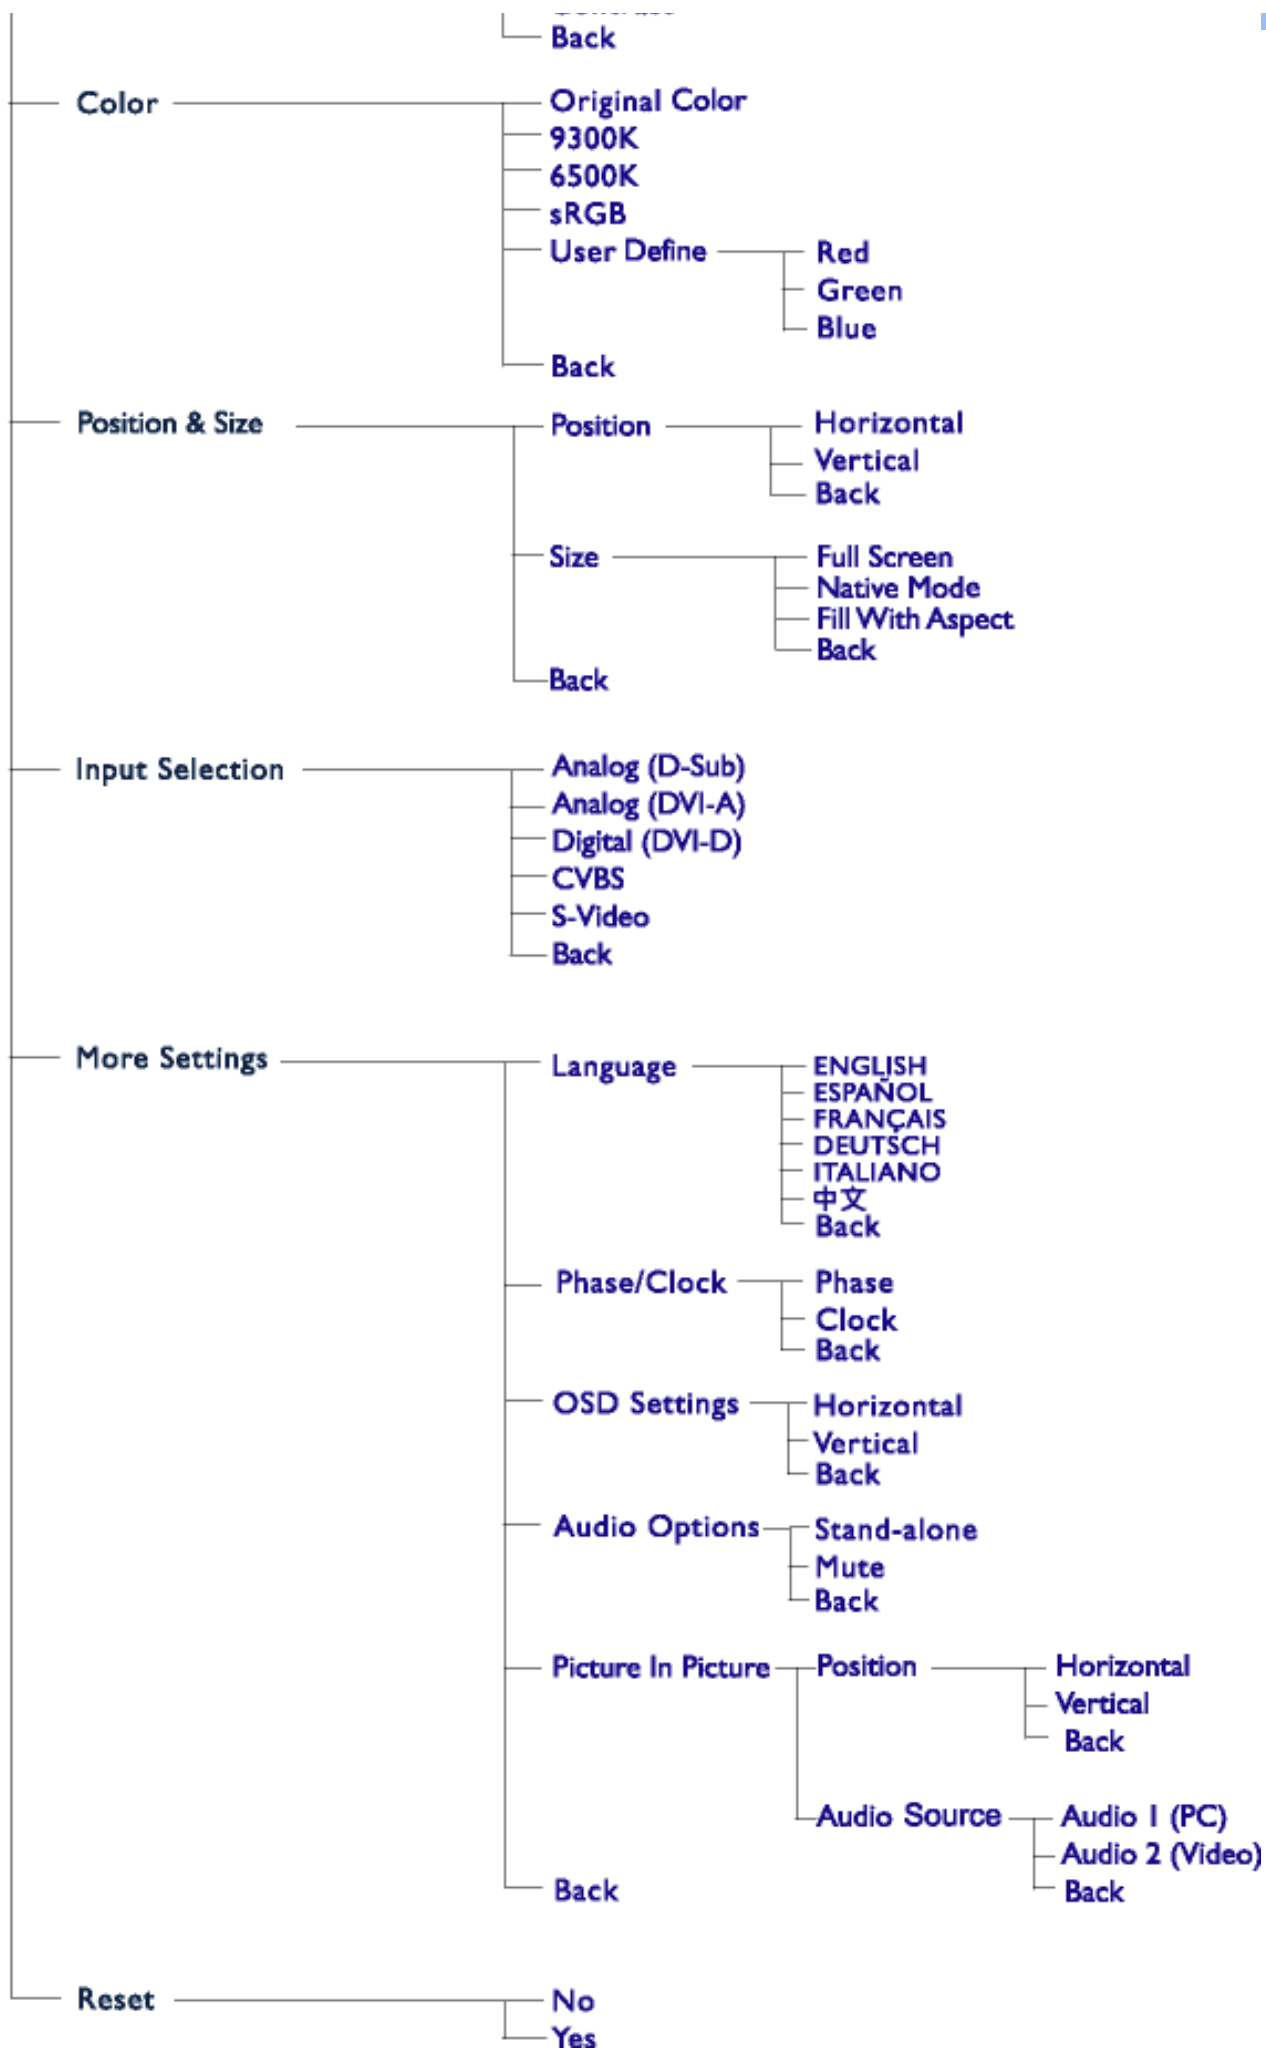 Back
Color
Original Color
9300K
6500K
sRGB
User Define
Red
Green
Blue
Back
Position & Size
Position
Horizontal
Vertical
Back
Size
Full Screen
Native Mode
Fill With Aspect
Back
Back
Input Selection
Analog (D-Sub)
Analog (DVI-A)
Digital (DVI-D)
CVBS
S-Video
Back
More Settings
Language
ENGLISH
ESPAÑOL
FRANÇAIS
DEUTSCH
ITALIANO
中文
Back
Phase/Clock
Phase
Clock
Back
OSD Settings
Horizontal
Vertical
Back
Audio Options
Stand-alone
Mute
Back
Picture In Picture
Position
Horizontal
Vertical
Back
Audio Source
Audio 1 (PC)
Audio 2 (Video)
Back
Back
Reset
No
Yes